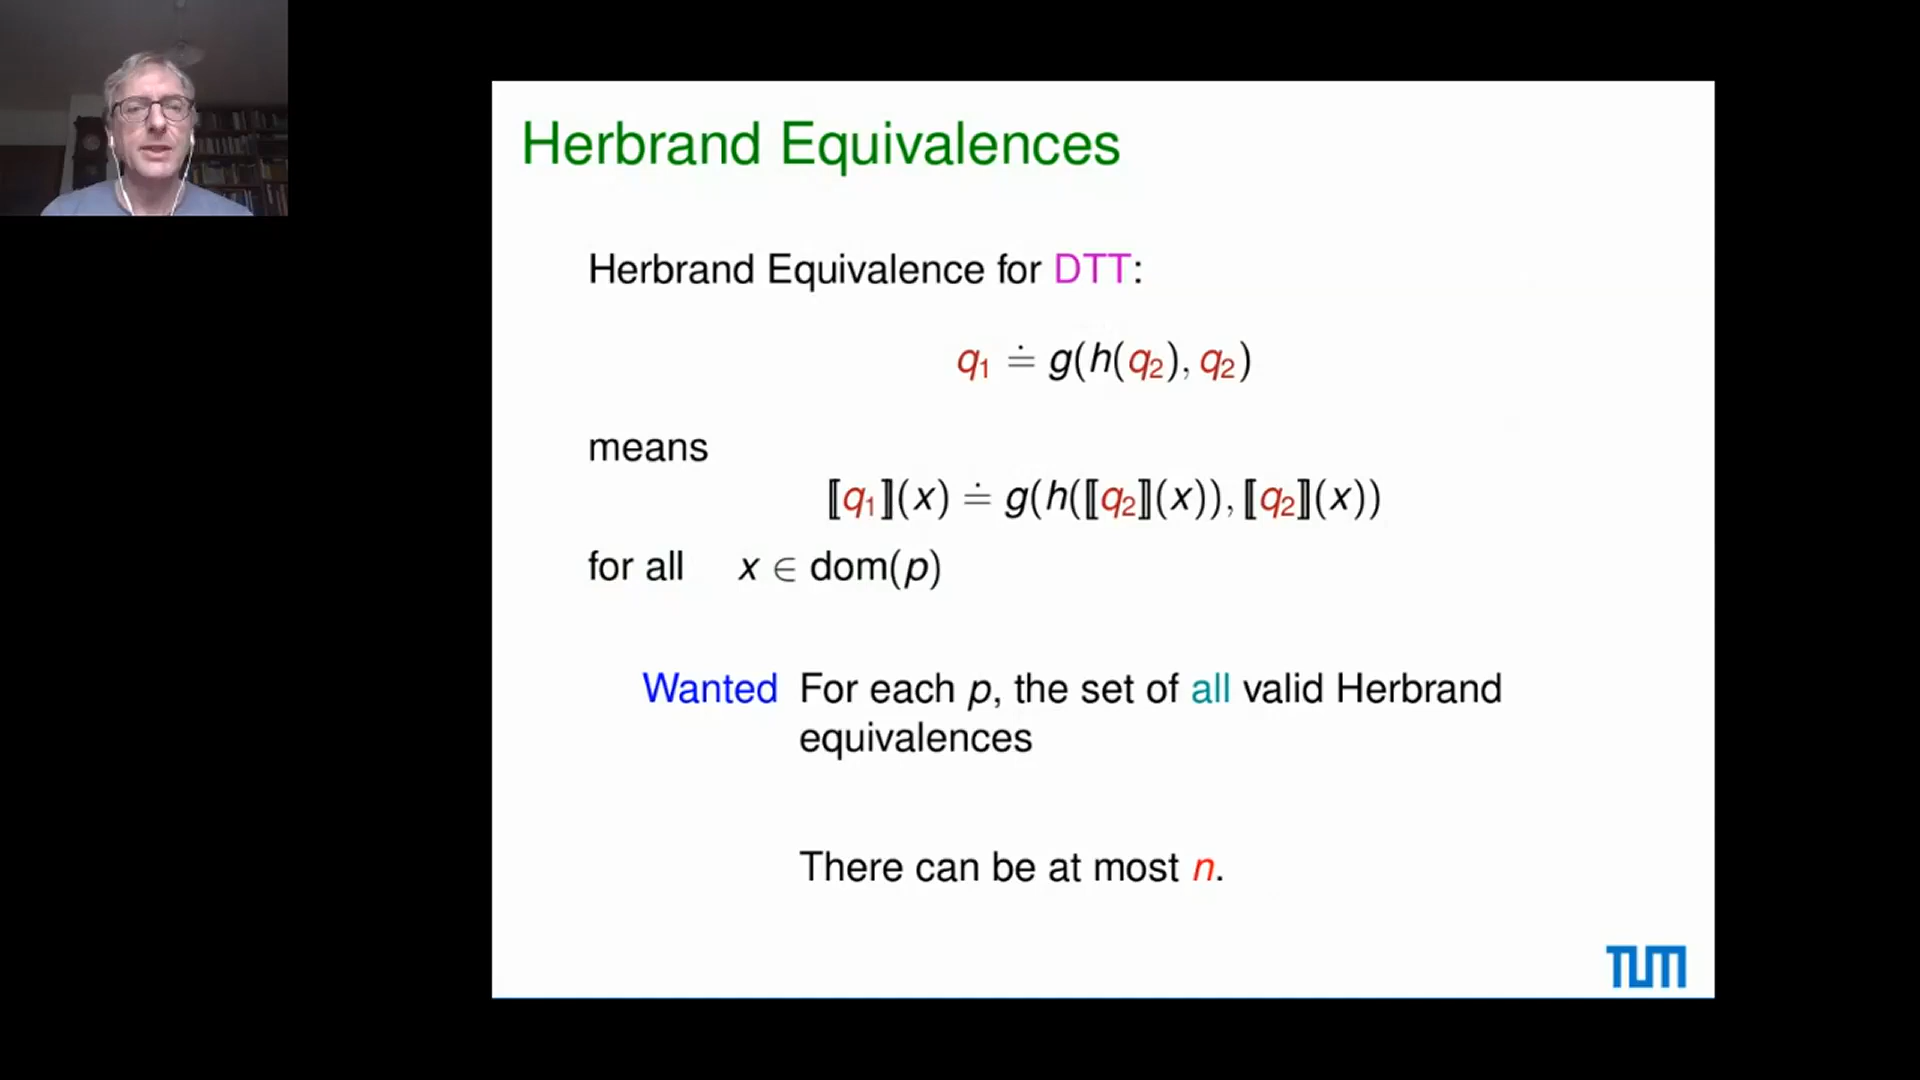 Herbrand Equivalences
Herbrand Equivalence for DTT:
q₁ ≐ g(h(q₂), q₂)
means
⟦q₁⟧(x) ≐ g(h(⟦q₂⟧(x)), ⟦q₂⟧(x))
for all x ∈ dom(p)
Wanted For each p, the set of all valid Herbrand
equivalences
There can be at most n.
TUM